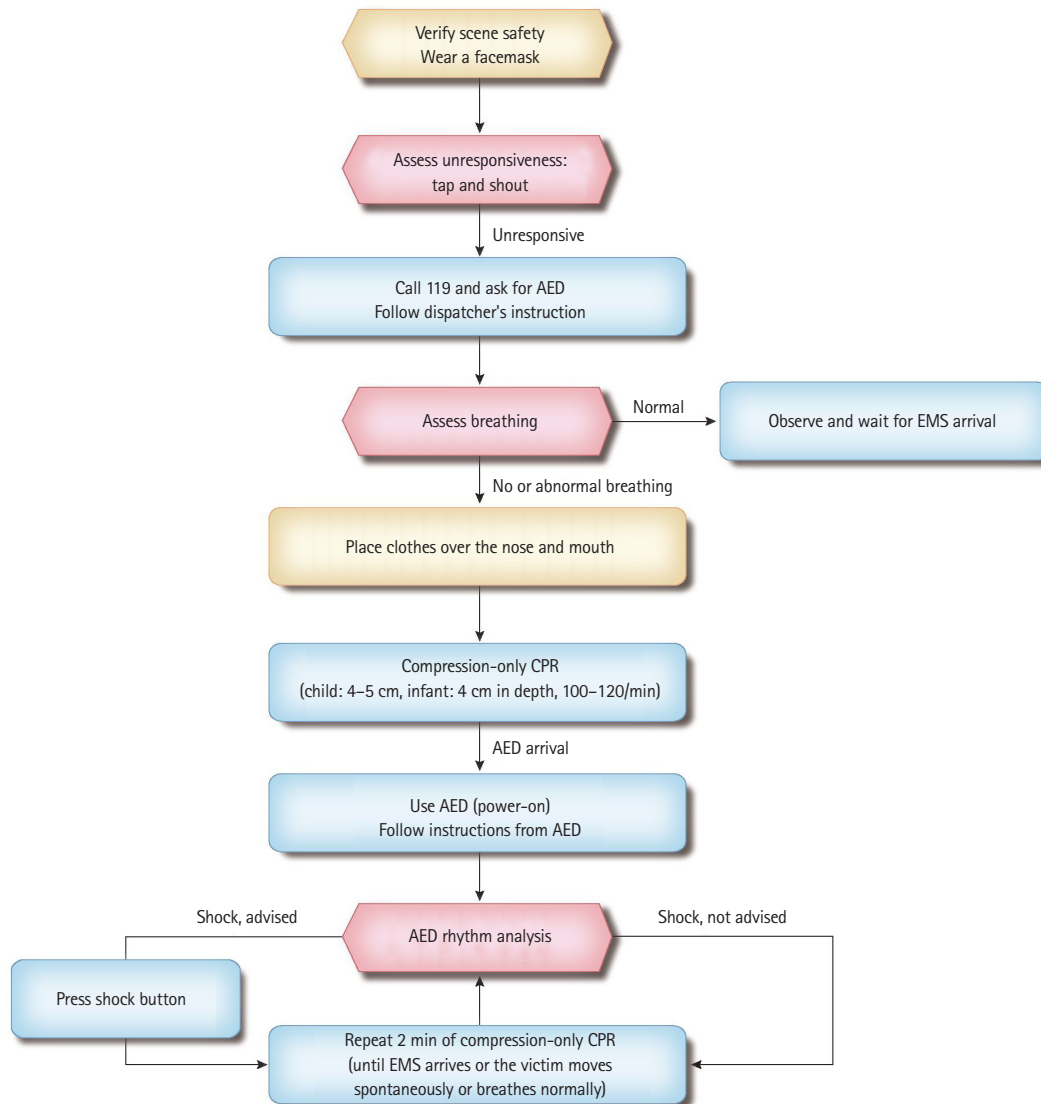 Verify scene safety
Wear a facemask
Assess unresponsiveness:
tap and shout
Unresponsive
Call 119 and ask for AED
Follow dispatcher's instruction
Assess breathing
Normal
Observe and wait for EMS arrival
No or abnormal breathing
Place clothes over the nose and mouth
Compression-only CPR
(child: 4–5 cm, infant: 4 cm in depth, 100–120/min)
AED arrival
Use AED (power-on)
Follow instructions from AED
Shock, advised
AED rhythm analysis
Shock, not advised
Press shock button
Repeat 2 min of compression-only CPR
(until EMS arrives or the victim moves
spontaneously or breathes normally)